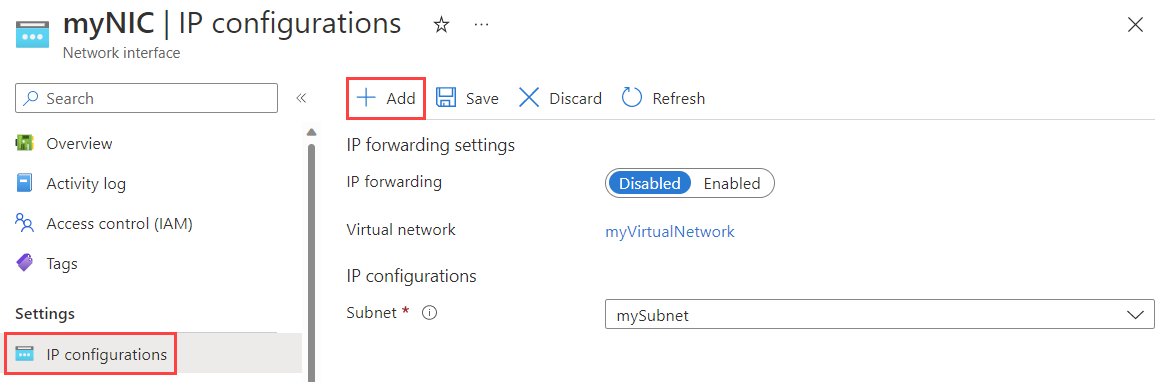 myNIC | IP configurations
Network interface
Search
Add Save Discard Refresh
Overview
Activity log
Access control (IAM)
Tags
Settings
IP configurations
IP forwarding settings
IP forwarding Disabled Enabled
Virtual network myVirtualNetwork
IP configurations
Subnet * mySubnet